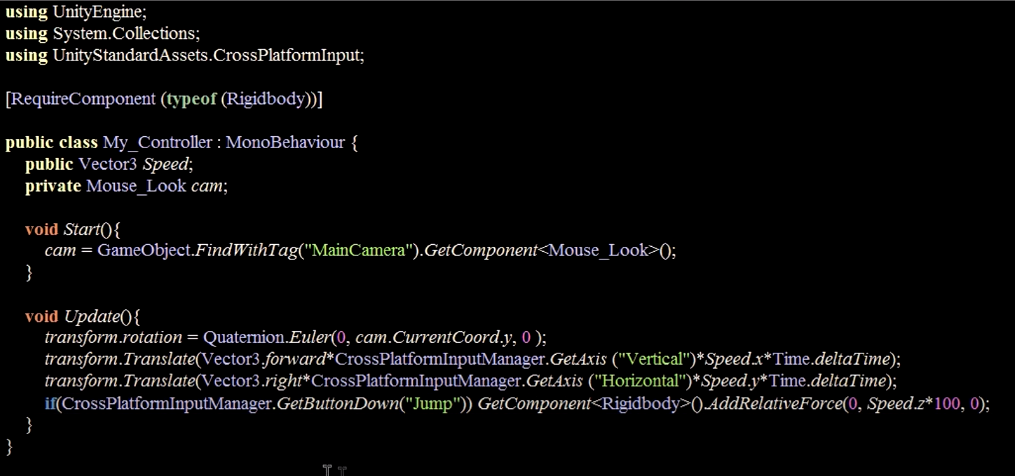 using UnityEngine;
using System.Collections;
using UnityStandardAssets.CrossPlatformInput;
[RequireComponent (typeof (Rigidbody))]
public class My_Controller : MonoBehaviour {
public Vector3 Speed;
private Mouse_Look cam;
void Start(){
cam = GameObject.FindWithTag("MainCamera").GetComponent<Mouse_Look>();
}
void Update(){
transform.rotation = Quaternion.Euler(0, cam.CurrentCoord.y, 0 );
transform.Translate(Vector3.forward*CrossPlatformInputManager.GetAxis ("Vertical")*Speed.x*Time.deltaTime);
transform.Translate(Vector3.right*CrossPlatformInputManager.GetAxis ("Horizontal")*Speed.y*Time.deltaTime);
if(CrossPlatformInputManager.GetButtonDown("Jump")) GetComponent<Rigidbody>().AddRelativeForce(0, Speed.z*100, 0);
}
}